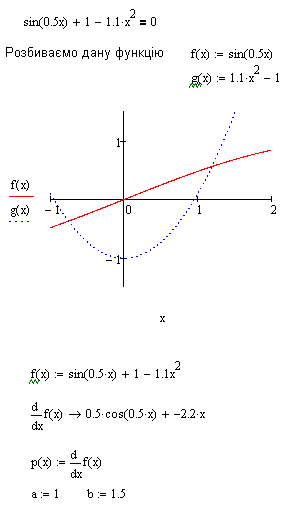 sin(0.5x) + 1 − 1.1·x² = 0
Розбиваємо дану функцію f(x) := sin(0.5x)
g(x) := 1.1·x² − 1
1
f(x)
g(x)
−1 0 1 2
−1
x
f(x) := sin(0.5·x) + 1 − 1.1x²
d/dx f(x) → 0.5·cos(0.5·x) + −2.2·x
p(x) := d/dx f(x)
a := 1 b := 1.5